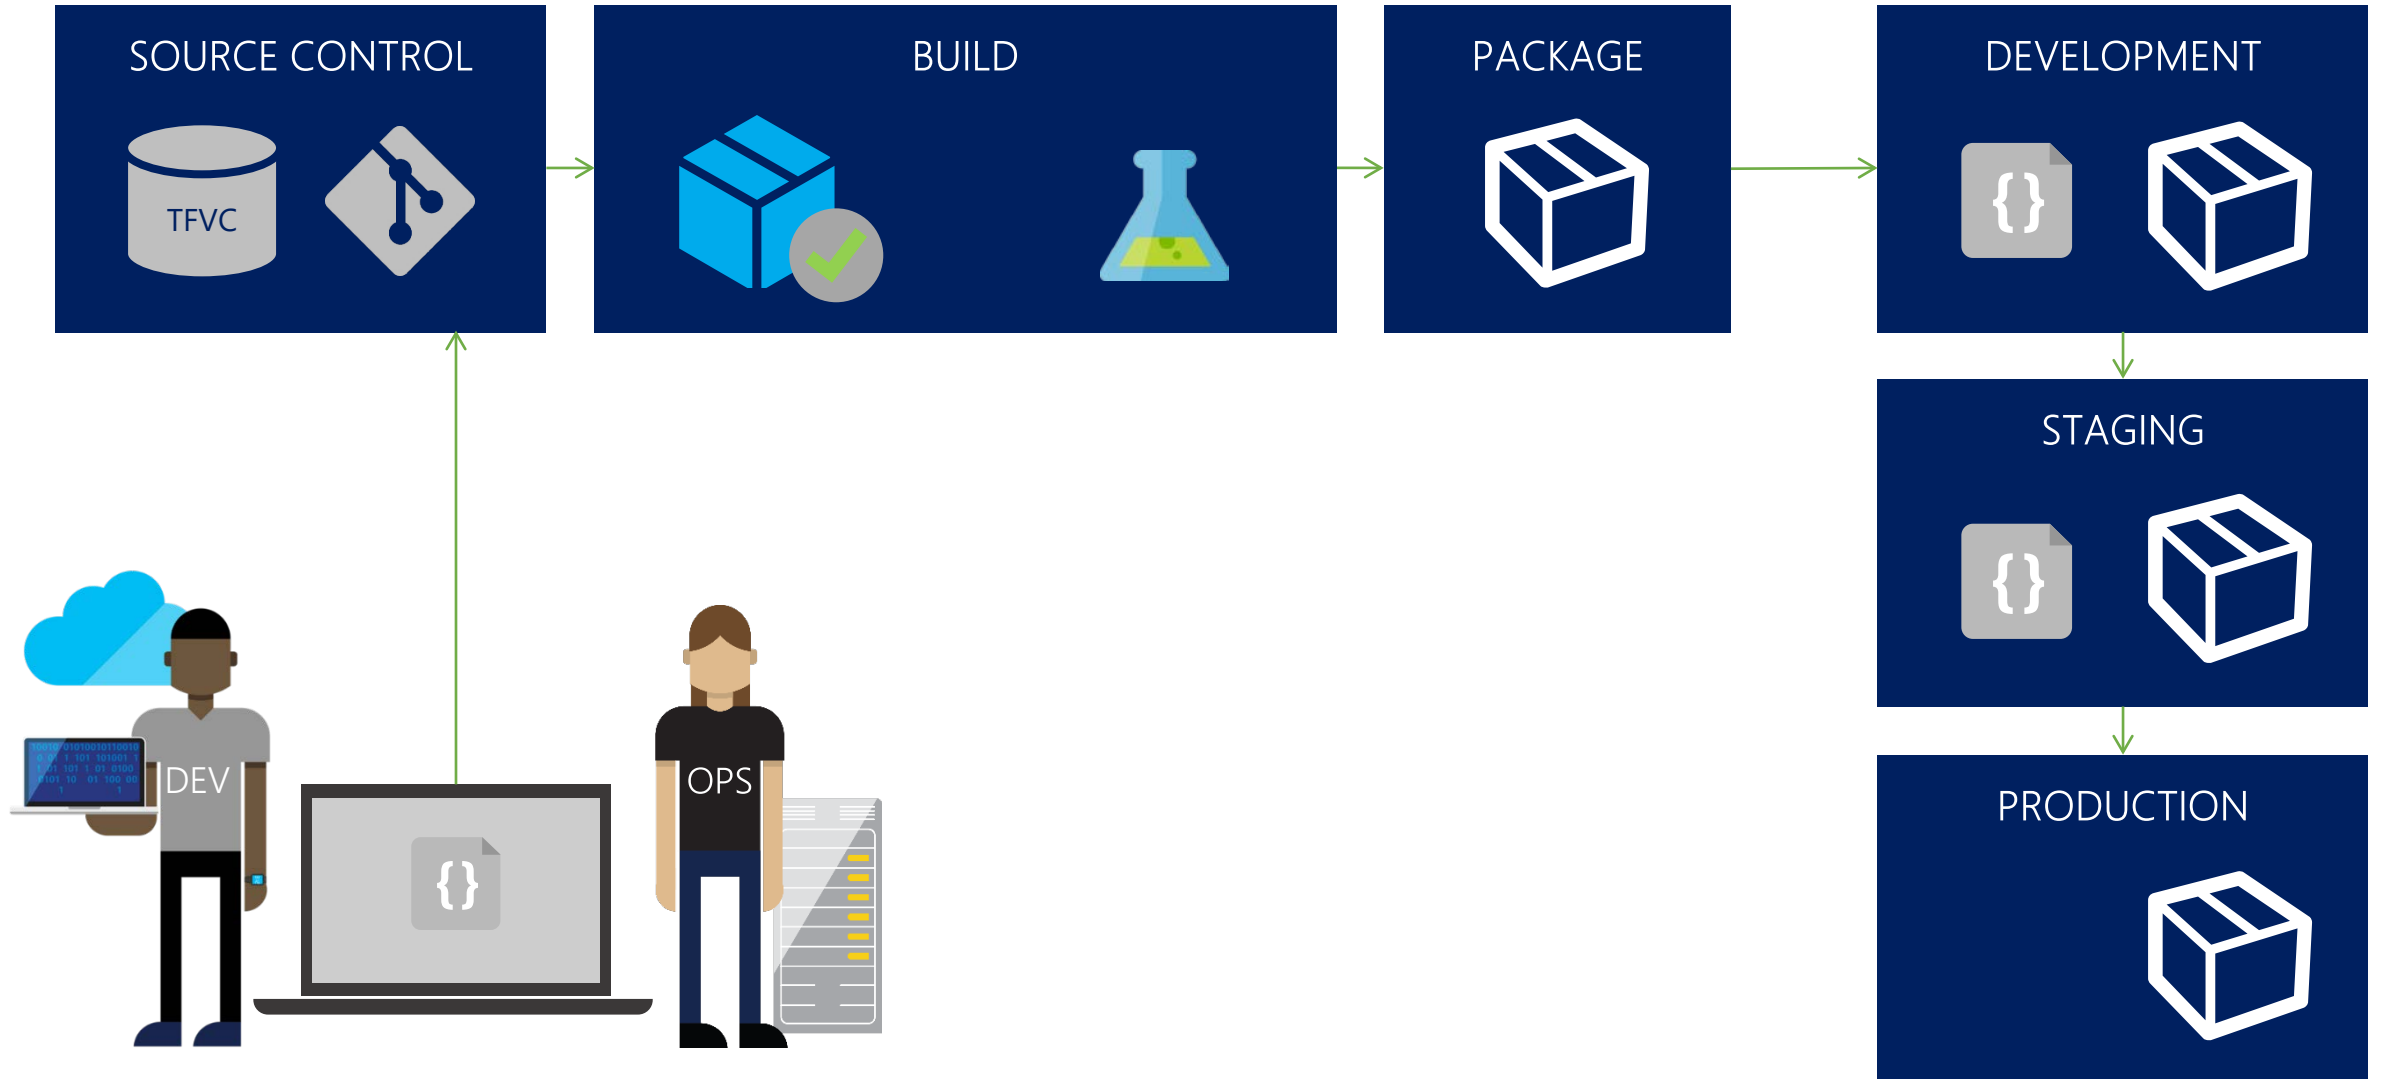 SOURCE CONTROL
BUILD
PACKAGE
DEVELOPMENT
TFVC
{}
STAGING
{}
PRODUCTION
DEV
OPS
{}